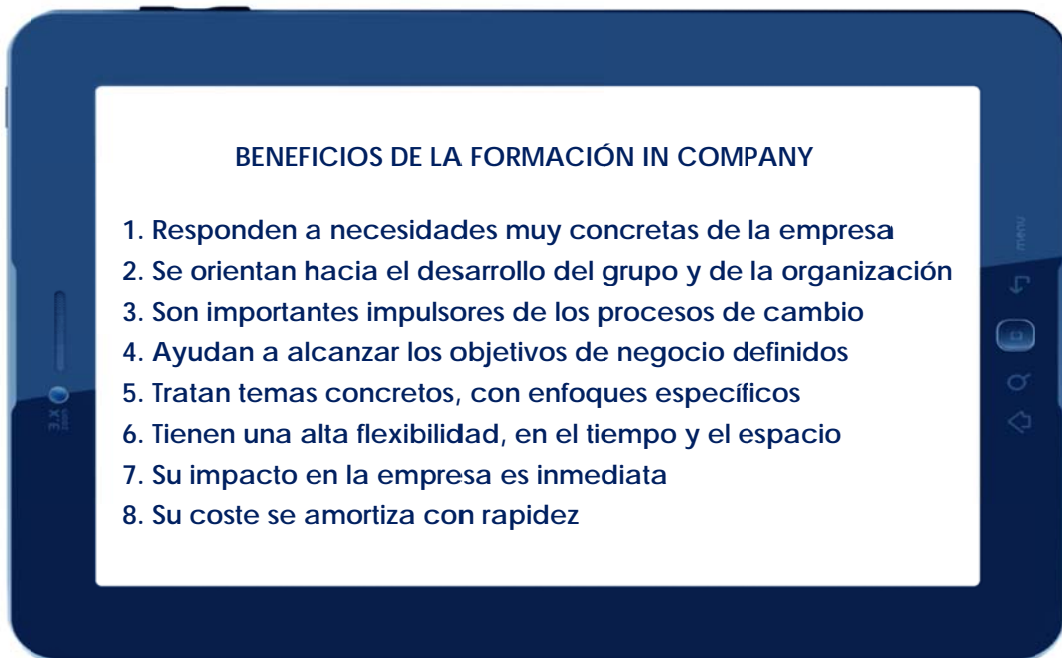 BENEFICIOS DE LA FORMACIÓN IN COMPANY
1. Responden a necesidades muy concretas de la empresa
2. Se orientan hacia el desarrollo del grupo y de la organización
3. Son importantes impulsores de los procesos de cambio
4. Ayudan a alcanzar los objetivos de negocio definidos
5. Tratan temas concretos, con enfoques específicos
6. Tienen una alta flexibilidad, en el tiempo y el espacio
7. Su impacto en la empresa es inmediata
8. Su coste se amortiza con rapidez
menu
3.X
zoom